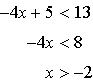 −4x + 5 < 13
−4x < 8
x > −2